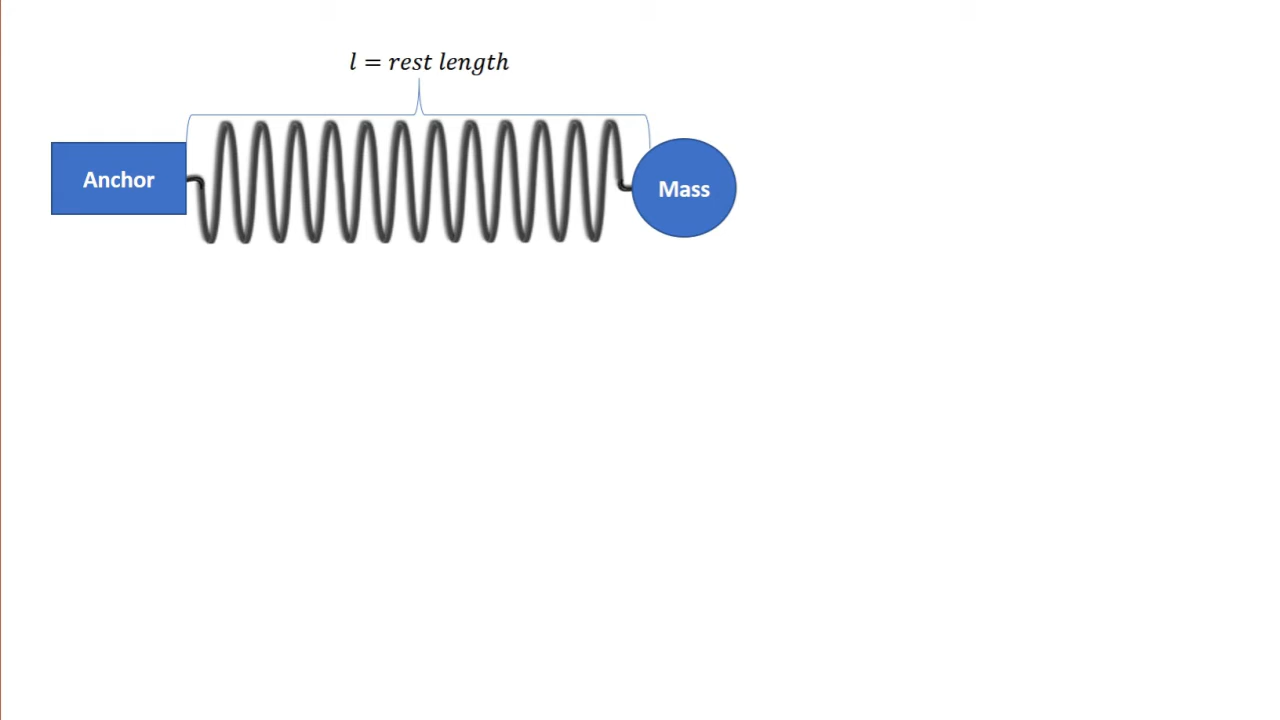 l = rest length
Anchor
Mass